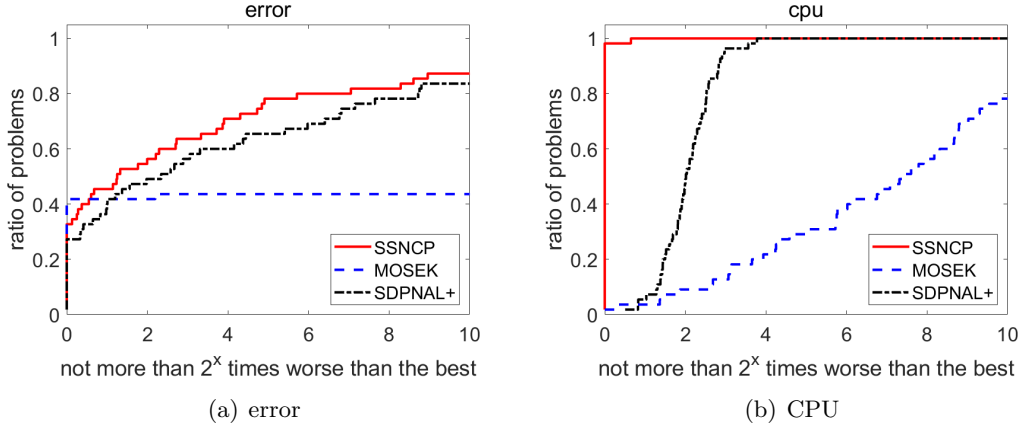 error
ratio of problems
1
0.8
0.6
0.4
0.2
0
0 2 4 6 8 10
SSNCP
MOSEK
SDPNAL+
not more than 2^x times worse than the best
(a) error
cpu
ratio of problems
1
0.8
0.6
0.4
0.2
0
0 2 4 6 8 10
SSNCP
MOSEK
SDPNAL+
not more than 2^x times worse than the best
(b) CPU